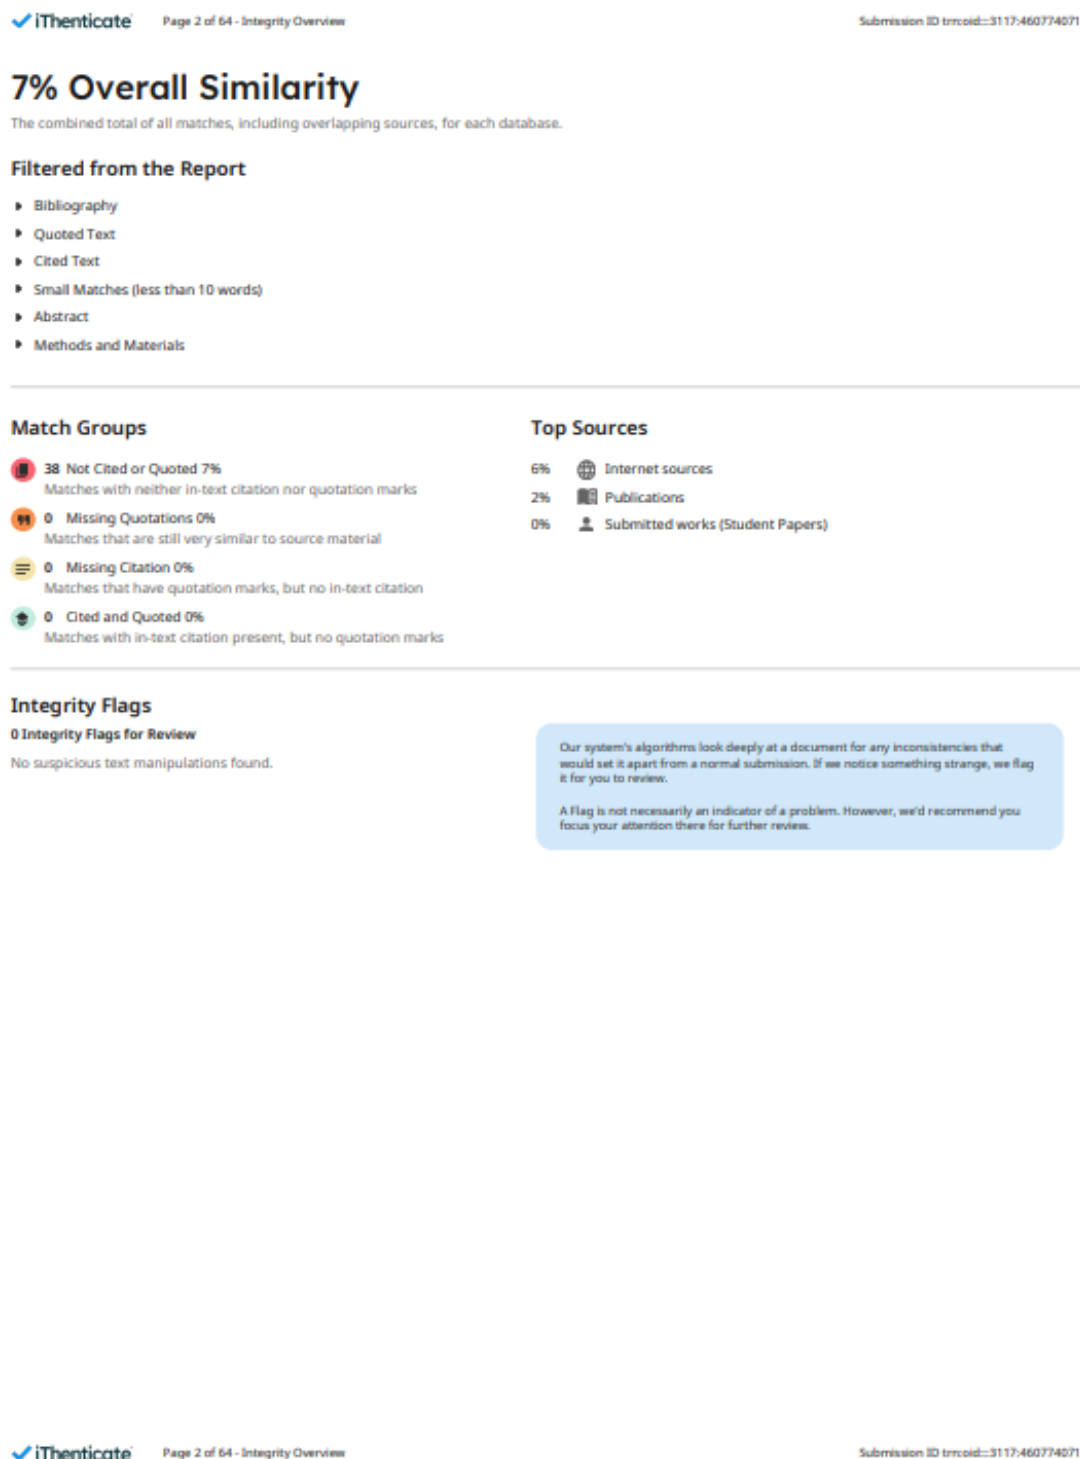 iThenticate Page 2 of 64 - Integrity Overview Submission ID trn:oid:::3117:460774071
7% Overall Similarity
The combined total of all matches, including overlapping sources, for each database.
Filtered from the Report
Bibliography
Quoted Text
Cited Text
Small Matches (less than 10 words)
Abstract
Methods and Materials
Match Groups
38 Not Cited or Quoted 7%
Matches with neither in-text citation nor quotation marks
0 Missing Quotations 0%
Matches that are still very similar to source material
0 Missing Citation 0%
Matches that have quotation marks, but no in-text citation
0 Cited and Quoted 0%
Matches with in-text citation present, but no quotation marks
Top Sources
6% Internet sources
2% Publications
0% Submitted works (Student Papers)
Integrity Flags
0 Integrity Flags for Review
No suspicious text manipulations found.
Our system's algorithms look deeply at a document for any inconsistencies that
would set it apart from a normal submission. If we notice something strange, we flag
it for you to review.
A Flag is not necessarily an indicator of a problem. However, we'd recommend you
focus your attention there for further review.
iThenticate Page 2 of 64 - Integrity Overview Submission ID trn:oid:::3117:460774071